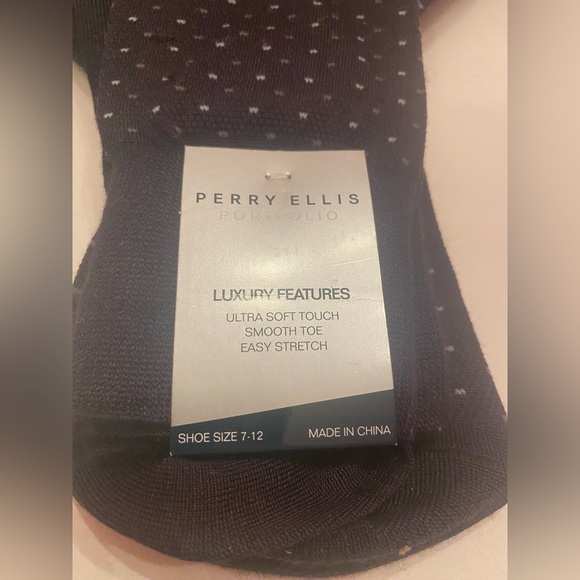 PERRY ELLIS
PORTFOLIO
LUXURY FEATURES
ULTRA SOFT TOUCH
SMOOTH TOE
EASY STRETCH
SHOE SIZE 7-12 MADE IN CHINA